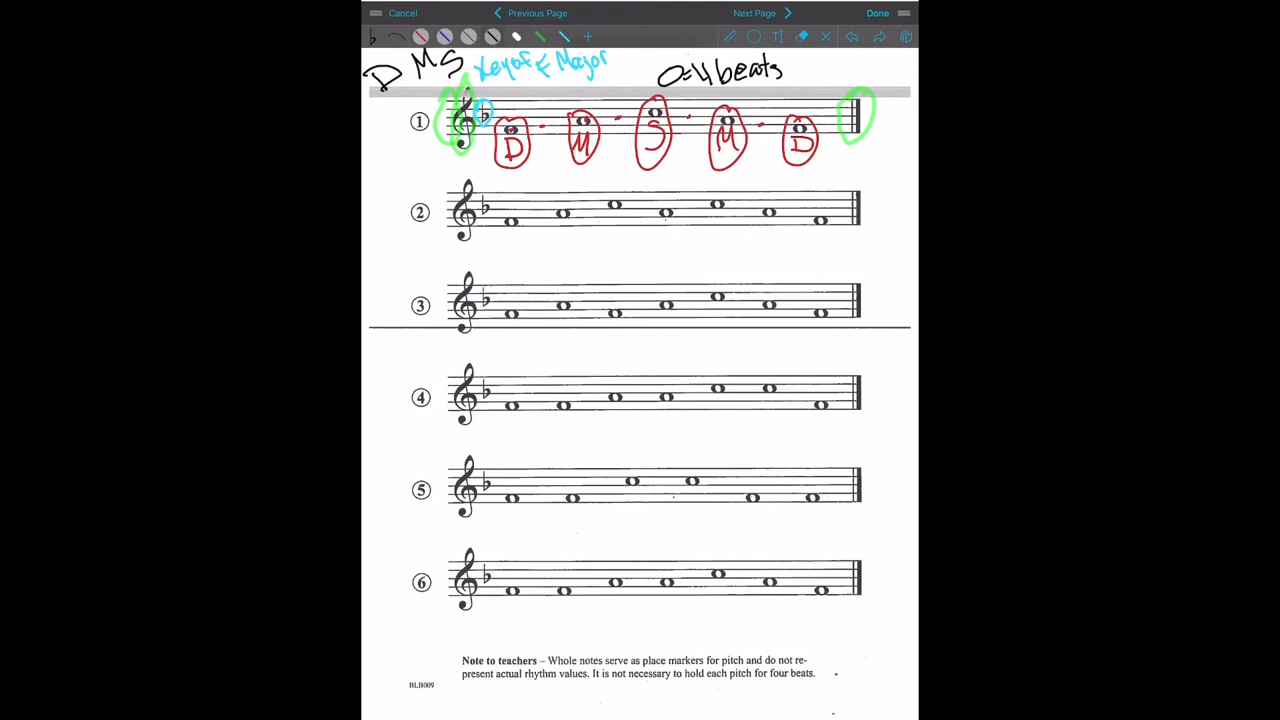 Cancel Previous Page Next Page Done
D M S Key of F Major o=4 beats
①
D M S M D
②
③
④
⑤
⑥
Note to teachers – Whole notes serve as place markers for pitch and do not re-
present actual rhythm values. It is not necessary to hold each pitch for four beats.
BLB009